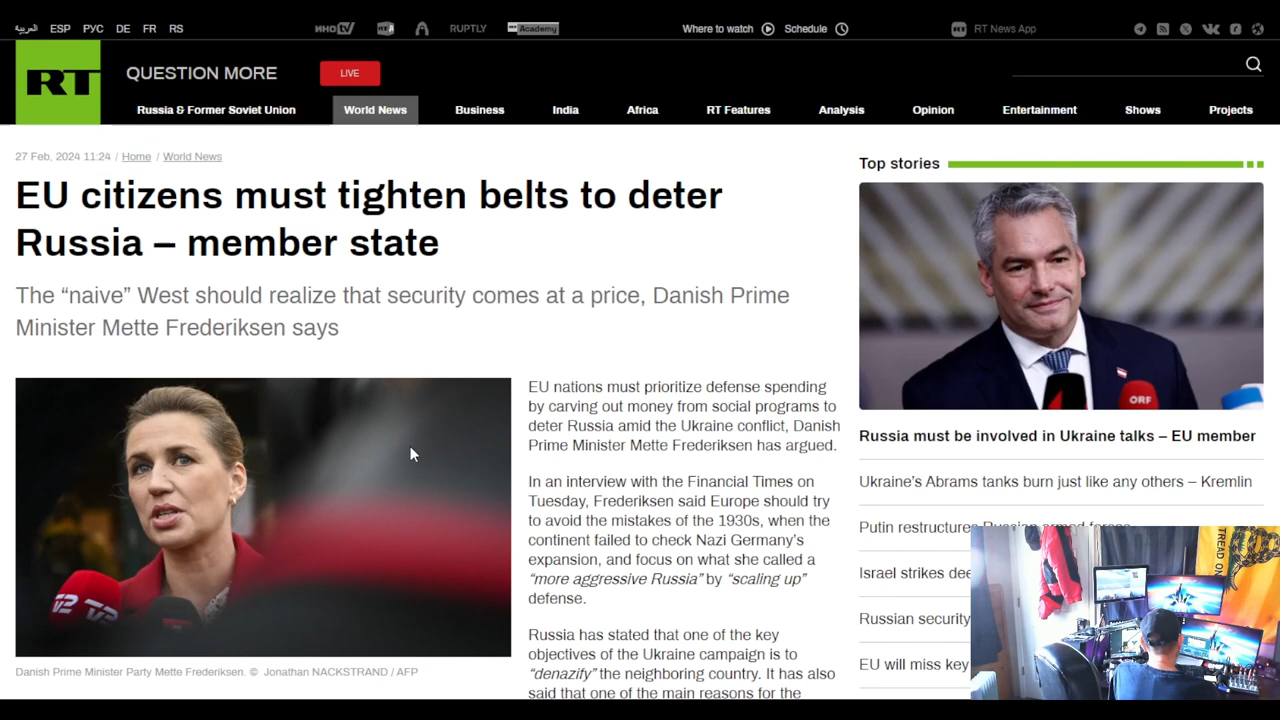 العربية ESP РУС DE FR RS ИНОTV RT RUPTLY Academy Where to watch Schedule RT News App
RT QUESTION MORE LIVE
Russia & Former Soviet Union World News Business India Africa RT Features Analysis Opinion Entertainment Shows Projects
27 Feb, 2024 11:24 / Home / World News
EU citizens must tighten belts to deter
Russia – member state
The “naive” West should realize that security comes at a price, Danish Prime
Minister Mette Frederiksen says
TV2 TV2
Danish Prime Minister Party Mette Frederiksen. © Jonathan NACKSTRAND / AFP
EU nations must prioritize defense spending
by carving out money from social programs to
deter Russia amid the Ukraine conflict, Danish
Prime Minister Mette Frederiksen has argued.
In an interview with the Financial Times on
Tuesday, Frederiksen said Europe should try
to avoid the mistakes of the 1930s, when the
continent failed to check Nazi Germany’s
expansion, and focus on what she called a
“more aggressive Russia” by “scaling up”
defense.
Russia has stated that one of the key
objectives of the Ukraine campaign is to
“denazify” the neighboring country. It has also
said that one of the main reasons for the
Top stories
ORF
Russia must be involved in Ukraine talks – EU member
Ukraine’s Abrams tanks burn just like any others – Kremlin
Putin restructures Russian armed forces
Israel strikes dee
Russian security
EU will miss key
TREAD ON